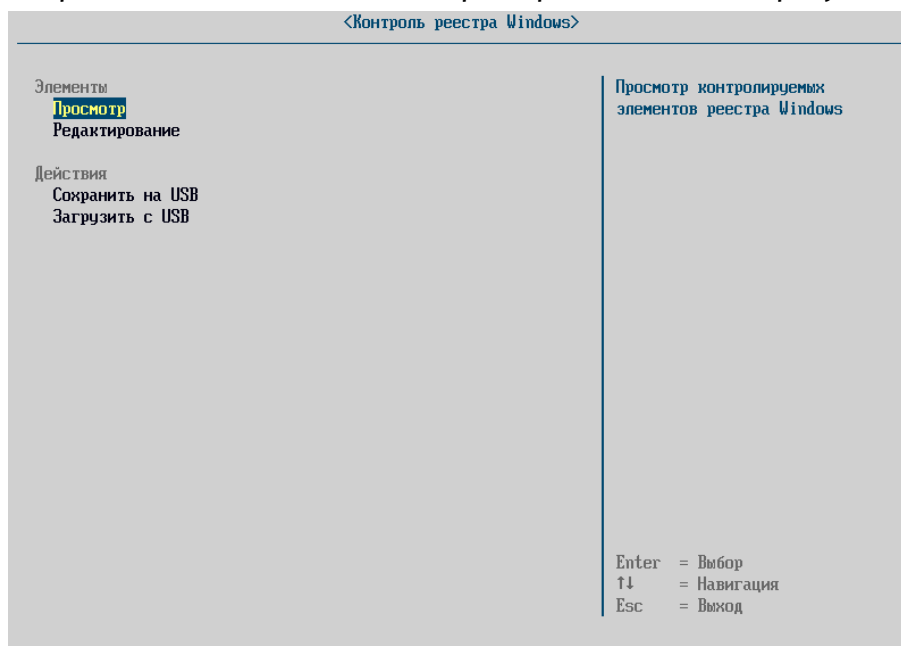 <Контроль реестра Windows>
Элементы
Просмотр
Редактирование
Действия
Сохранить на USB
Загрузить с USB
Просмотр контролируемых
элементов реестра Windows
Enter = Выбор
↑↓ = Навигация
Esc = Выход